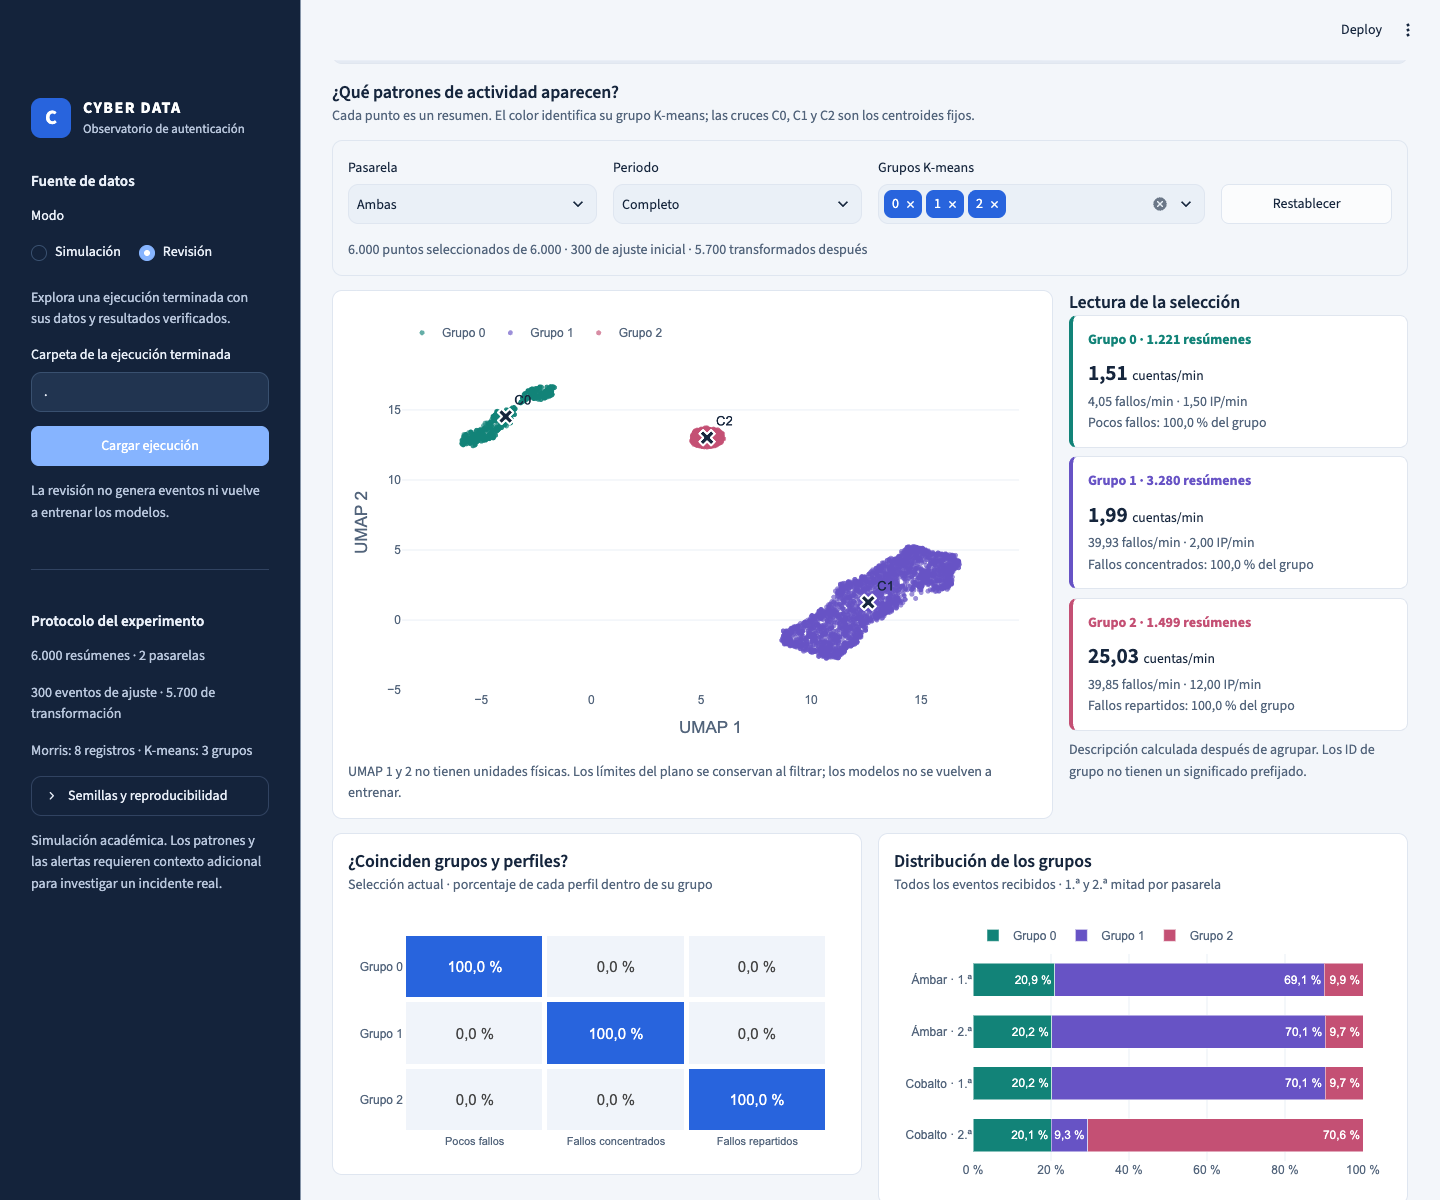 Deploy
C
CYBER DATA
Observatorio de autenticación
Fuente de datos
Modo
Simulación
Revisión
Explora una ejecución terminada con
sus datos y resultados verificados.
Carpeta de la ejecución terminada
.
Cargar ejecución
La revisión no genera eventos ni vuelve
a entrenar los modelos.
Protocolo del experimento
6.000 resúmenes · 2 pasarelas
300 eventos de ajuste · 5.700 de
transformación
Morris: 8 registros · K-means: 3 grupos
Semillas y reproducibilidad
Simulación académica. Los patrones y
las alertas requieren contexto adicional
para investigar un incidente real.
¿Qué patrones de actividad aparecen?
Cada punto es un resumen. El color identifica su grupo K-means; las cruces C0, C1 y C2 son los centroides fijos.
Pasarela
Periodo
Grupos K-means
Ambas
Completo
0 × 1 × 2 ×
Restablecer
6.000 puntos seleccionados de 6.000 · 300 de ajuste inicial · 5.700 transformados después
Grupo 0 Grupo 1 Grupo 2
C0
C2
C1
15
10
5
0
−5
UMAP 2
−5 0 5 10 15
UMAP 1
UMAP 1 y 2 no tienen unidades físicas. Los límites del plano se conservan al filtrar; los modelos no se vuelven a
entrenar.
Lectura de la selección
Grupo 0 · 1.221 resúmenes
1,51 cuentas/min
4,05 fallos/min · 1,50 IP/min
Pocos fallos: 100,0 % del grupo
Grupo 1 · 3.280 resúmenes
1,99 cuentas/min
39,93 fallos/min · 2,00 IP/min
Fallos concentrados: 100,0 % del grupo
Grupo 2 · 1.499 resúmenes
25,03 cuentas/min
39,85 fallos/min · 12,00 IP/min
Fallos repartidos: 100,0 % del grupo
Descripción calculada después de agrupar. Los ID de
grupo no tienen un significado prefijado.
¿Coinciden grupos y perfiles?
Selección actual · porcentaje de cada perfil dentro de su grupo
Grupo 0 100,0 % 0,0 % 0,0 %
Grupo 1 0,0 % 100,0 % 0,0 %
Grupo 2 0,0 % 0,0 % 100,0 %
Pocos fallos Fallos concentrados Fallos repartidos
Distribución de los grupos
Todos los eventos recibidos · 1.ª y 2.ª mitad por pasarela
Grupo 0 Grupo 1 Grupo 2
Ámbar · 1.ª 20,9 % 69,1 % 9,9 %
Ámbar · 2.ª 20,2 % 70,1 % 9,7 %
Cobalto · 1.ª 20,2 % 70,1 % 9,7 %
Cobalto · 2.ª 20,1 % 9,3 % 70,6 %
0 % 20 % 40 % 60 % 80 % 100 %